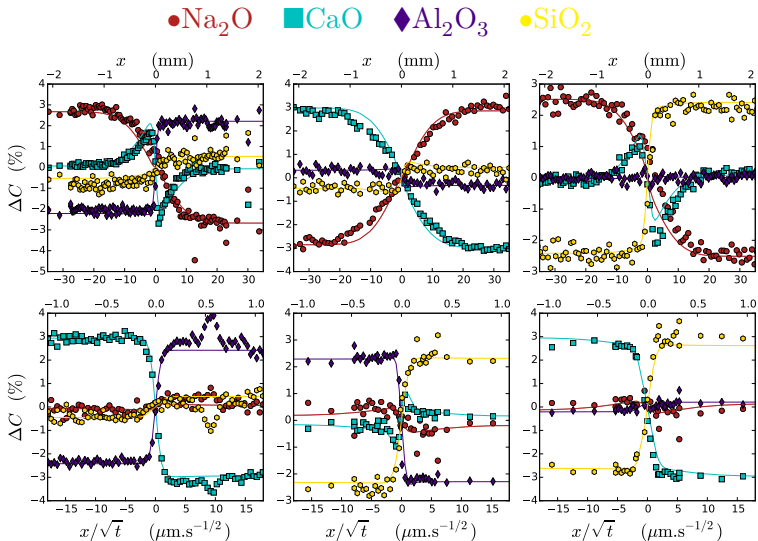 Na₂O CaO Al₂O₃ SiO₂
x (mm) x (mm) x (mm)
−2 −1 0 1 2 −2 −1 0 1 2 −2 −1 0 1 2
4 4 3
3 3 2
2 2 1
1 1 0
0 0 −1
−1 −1 −2
−2 −2 −3
−3 −3
−4 −4
−5
ΔC (%) ΔC (%)
−30 −20 −10 0 10 20 30 −30 −20 −10 0 10 20 30 −30 −20 −10 0 10 20 30
−1.0 −0.5 0.0 0.5 1.0 −1.0 −0.5 0.0 0.5 1.0 −1.0 −0.5 0.0 0.5 1.0
4 4 4
3 3 3
2 2 2
1 1 1
0 0 0
−1 −1 −1
−2 −2 −2
−3 −3 −3
−4 −4
−15 −10 −5 0 5 10 15 −15 −10 −5 0 5 10 15 −15 −10 −5 0 5 10 15
x/√t (μm.s⁻¹/²) x/√t (μm.s⁻¹/²) x/√t (μm.s⁻¹/²)